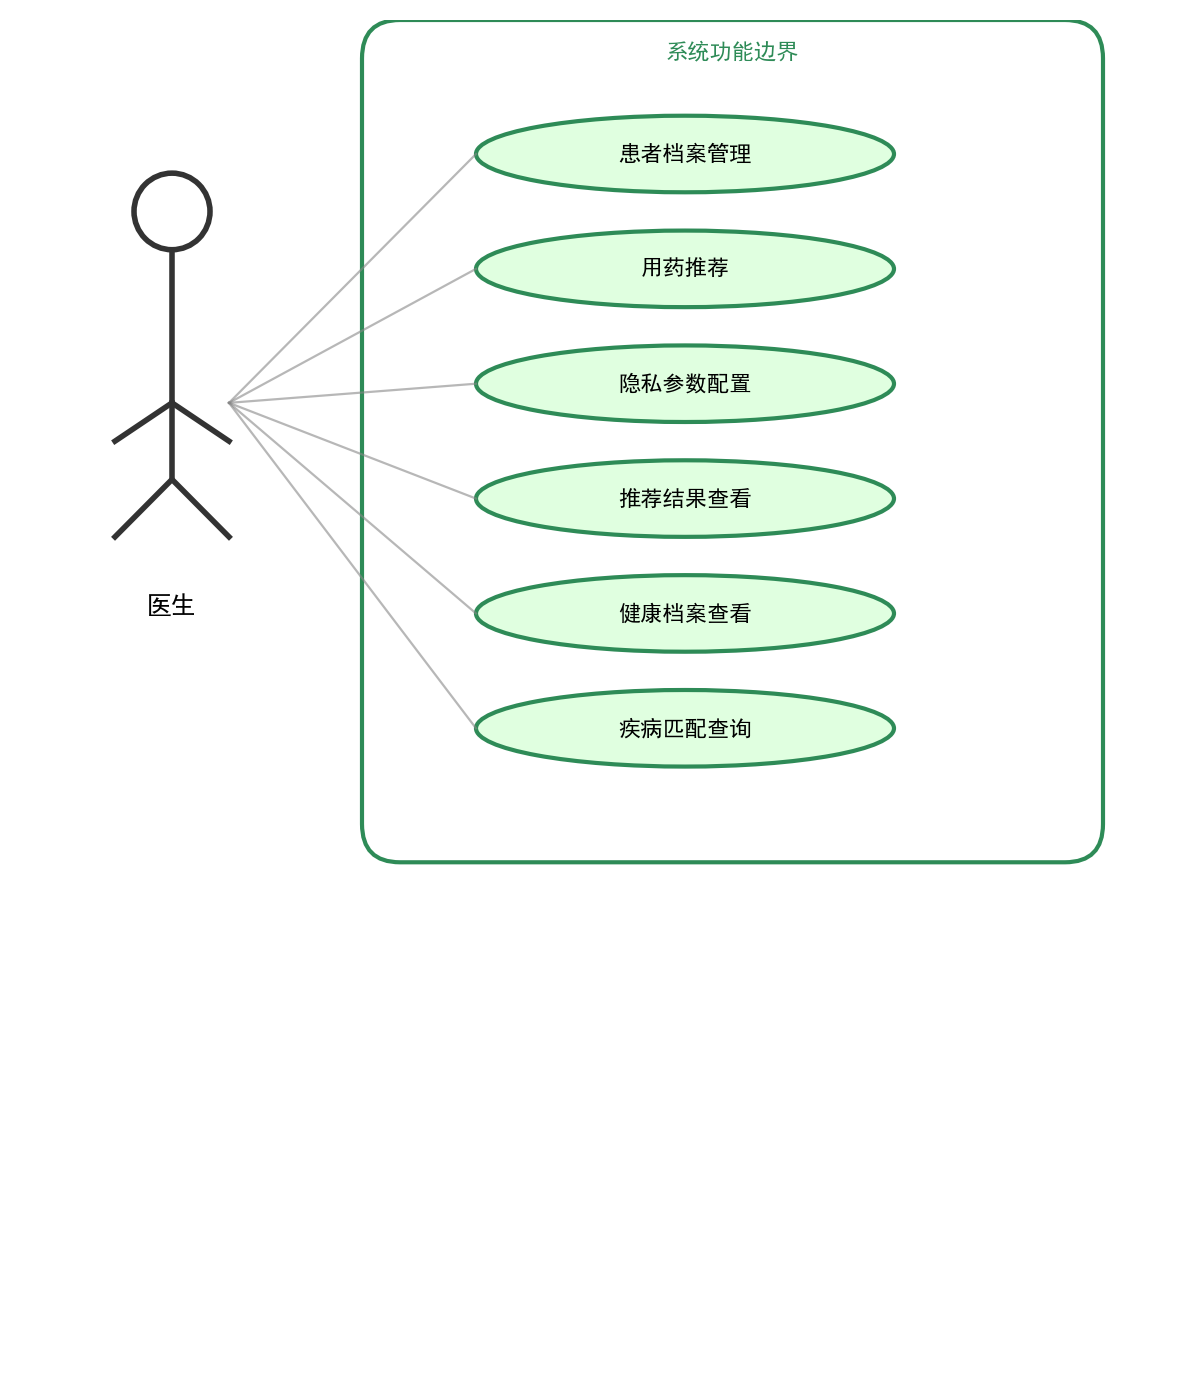 系统功能边界
患者档案管理
用药推荐
隐私参数配置
推荐结果查看
健康档案查看
疾病匹配查询
医生